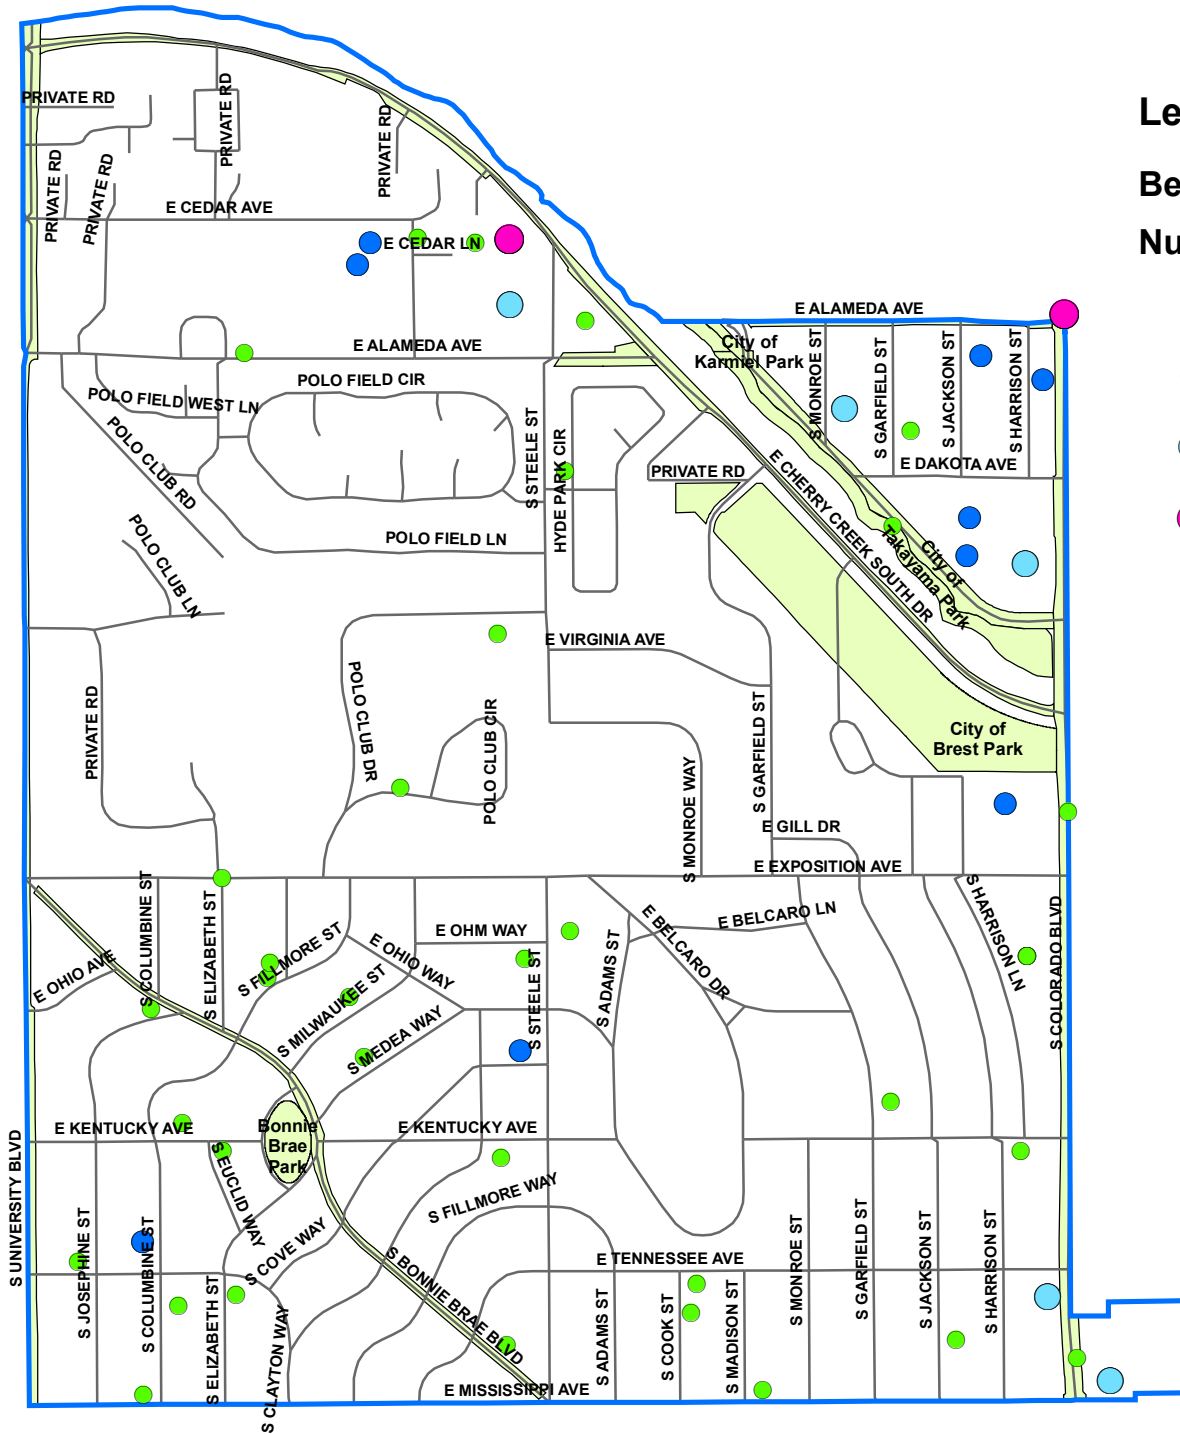 Le
Be
Nu
PRIVATE RD
PRIVATE RD
PRIVATE RD
PRIVATE RD
PRIVATE RD
E CEDAR AVE
E CEDAR LN
E ALAMEDA AVE
E ALAMEDA AVE
City of
Karmiel Park
S MONROE ST
S GARFIELD ST
S JACKSON ST
S HARRISON ST
POLO FIELD CIR
POLO FIELD WEST LN
POLO CLUB RD
S STEELE ST
HYDE PARK CIR
PRIVATE RD
E DAKOTA AVE
E CHERRY CREEK SOUTH DR
City of
Takayama Park
POLO FIELD LN
POLO CLUB LN
E VIRGINIA AVE
POLO CLUB DR
POLO CLUB CIR
PRIVATE RD
S GARFIELD ST
S MONROE WAY
City of
Brest Park
E GILL DR
E EXPOSITION AVE
S COLUMBINE ST
S ELIZABETH ST
S FILLMORE ST
E OHIO AVE
E OHIO WAY
E OHM WAY
S MILWAUKEE ST
S MEDEA WAY
S STEELE ST
S ADAMS ST
E BELCARO DR
E BELCARO LN
S HARRISON LN
S COLORADO BLVD
E KENTUCKY AVE
Bonnie
Brae
Park
E KENTUCKY AVE
S UNIVERSITY BLVD
S EUCLID WAY
S FILLMORE WAY
S COVE WAY
S JOSEPHINE ST
S COLUMBINE ST
S ELIZABETH ST
S CLAYTON WAY
S BONNIE BRAE BLVD
E TENNESSEE AVE
S ADAMS ST
S COOK ST
S MADISON ST
S MONROE ST
S GARFIELD ST
S JACKSON ST
S HARRISON ST
E MISSISSIPPI AVE